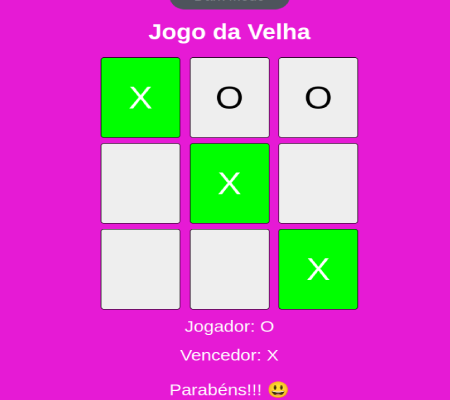 Jogo da Velha
X O O
X
X
Jogador: O
Vencedor: X
Parabéns!!! 😃